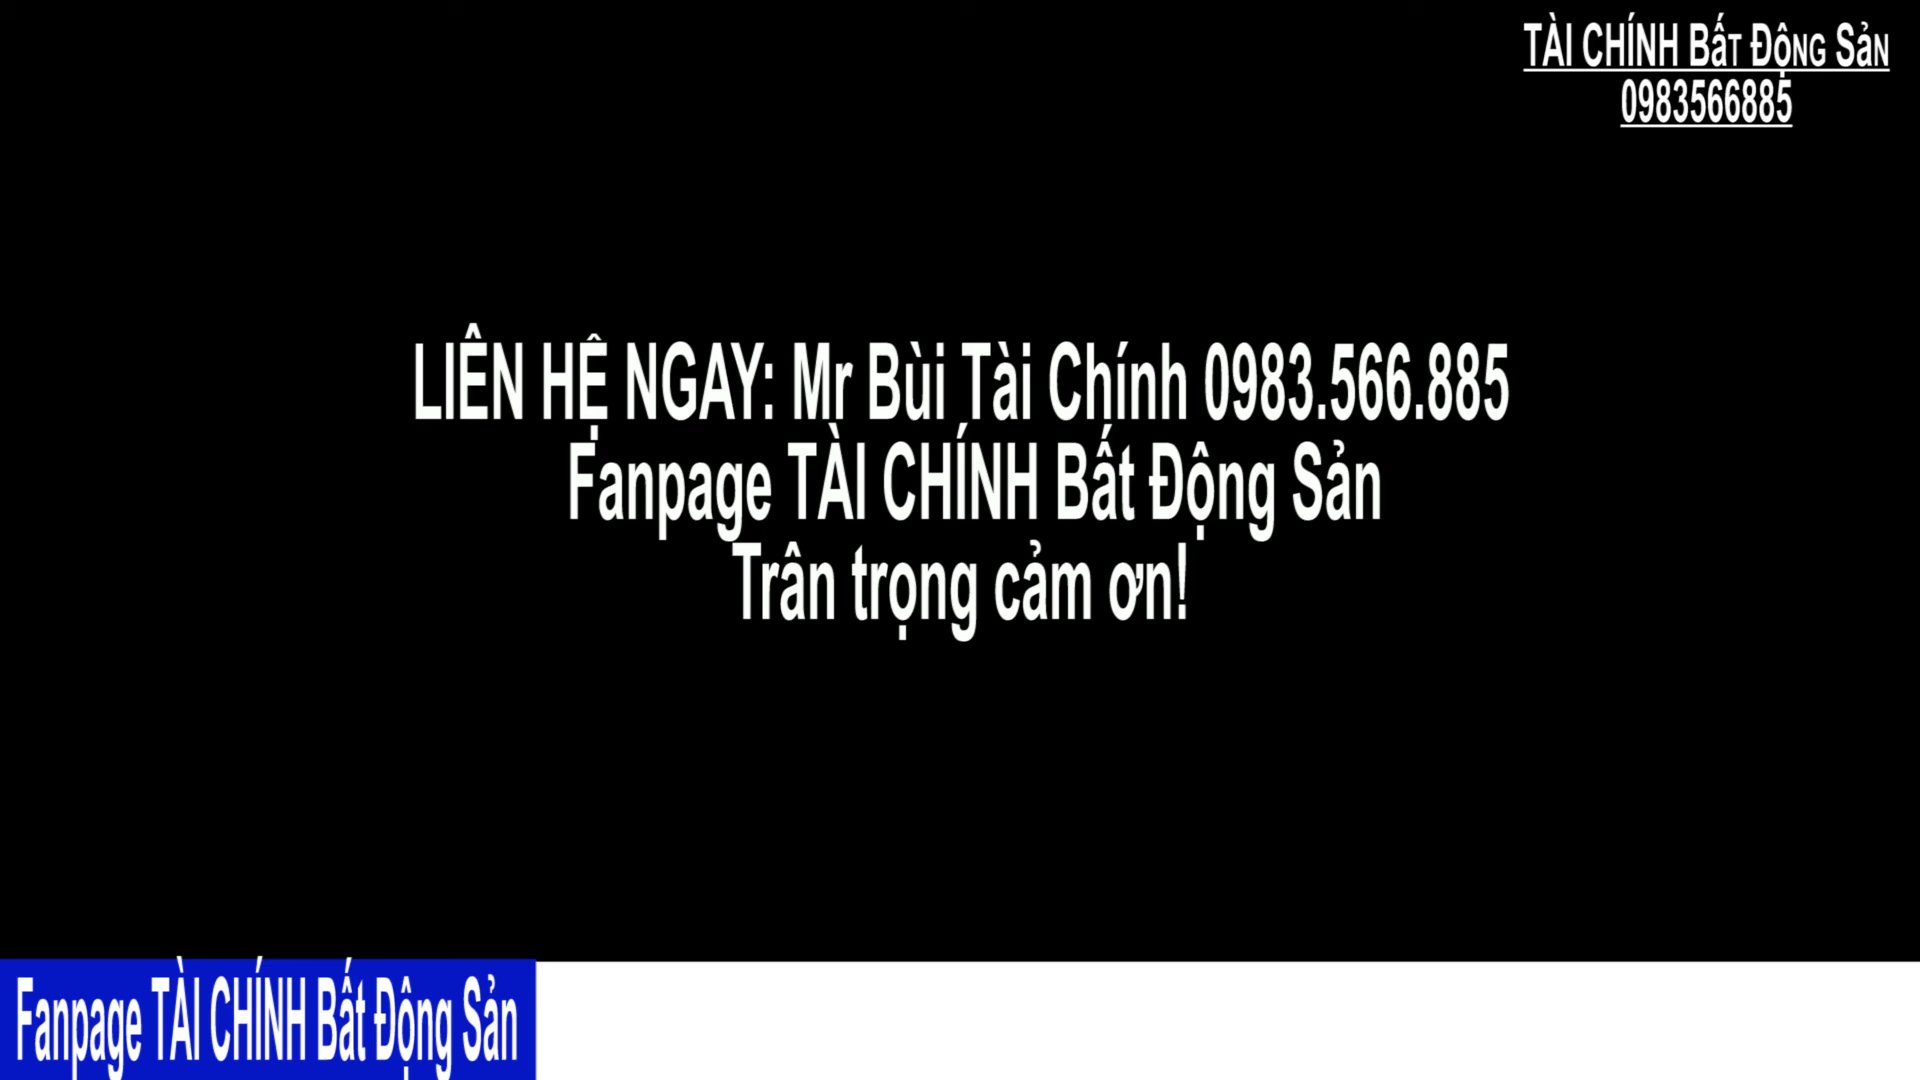 TÀI CHÍNH Bất Động Sản
0983566885
LIÊN HỆ NGAY: Mr Bùi Tài Chính 0983.566.885
Fanpage TÀI CHÍNH Bất Động Sản
Trân trọng cảm ơn!
Fanpage TÀI CHÍNH Bất Động Sản